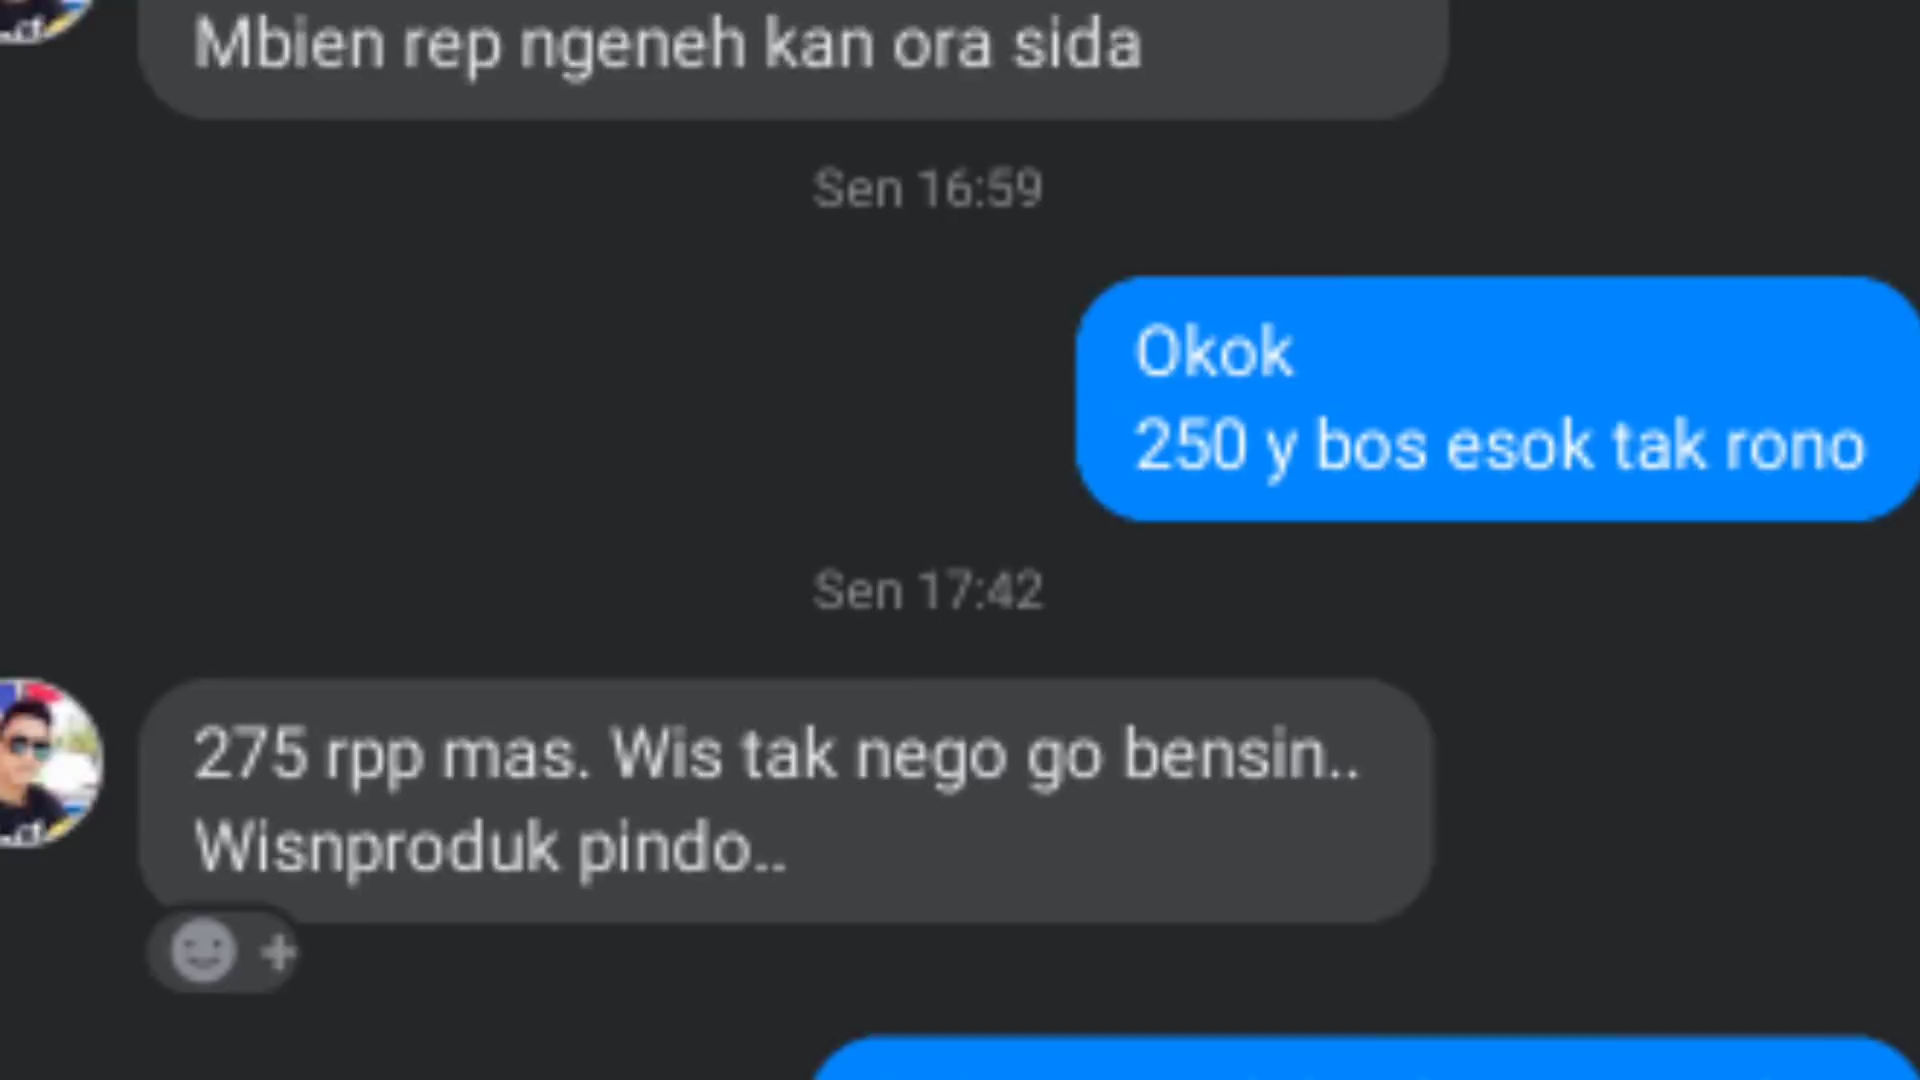 Mbien rep ngeneh kan ora sida
Sen 16:59
Okok
250 y bos esok tak rono
Sen 17:42
275 rpp mas. Wis tak nego go bensin..
Wisnproduk pindo..